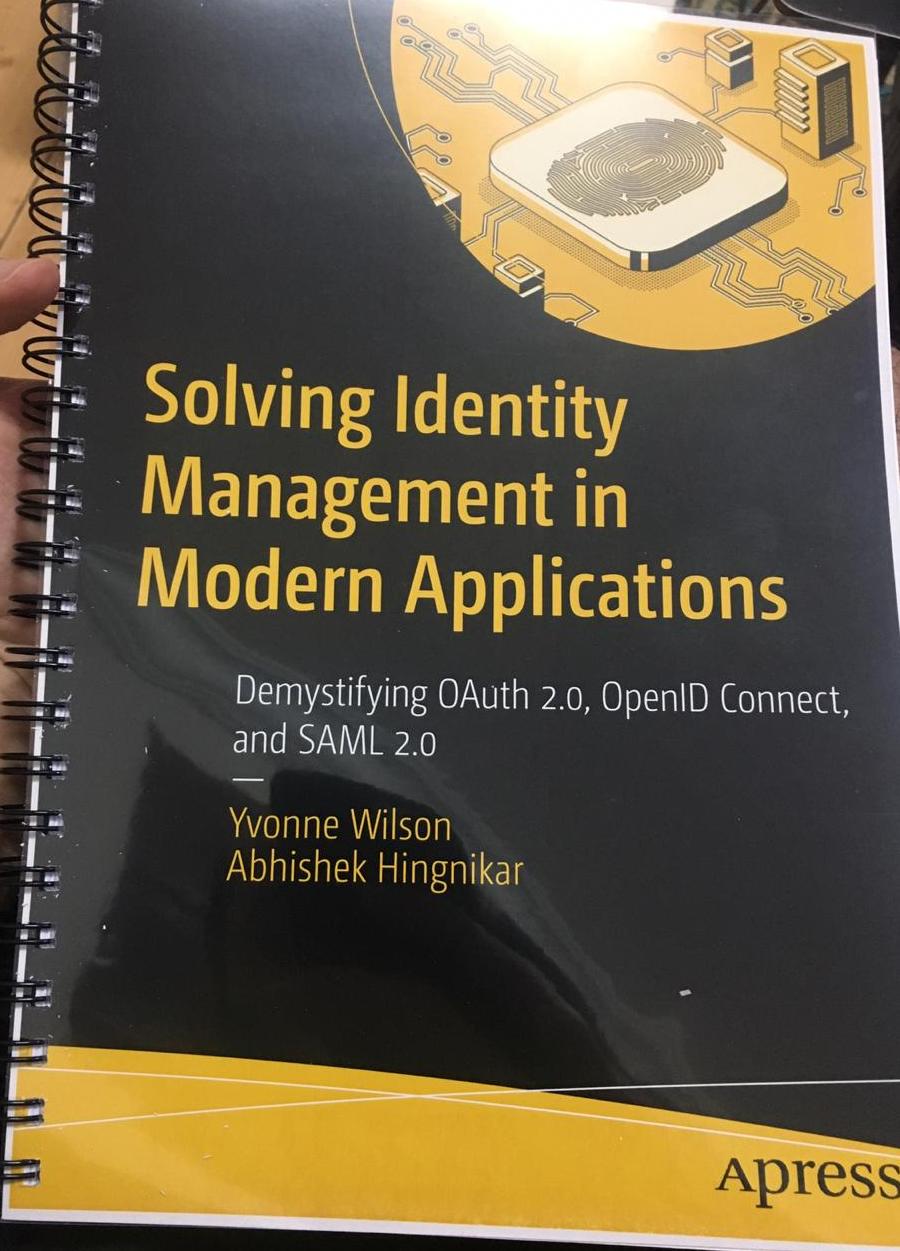 Solving Identity
Management in
Modern Applications
Demystifying OAuth 2.0, OpenID Connect,
and SAML 2.0
Yvonne Wilson
Abhishek Hingnikar
Apress